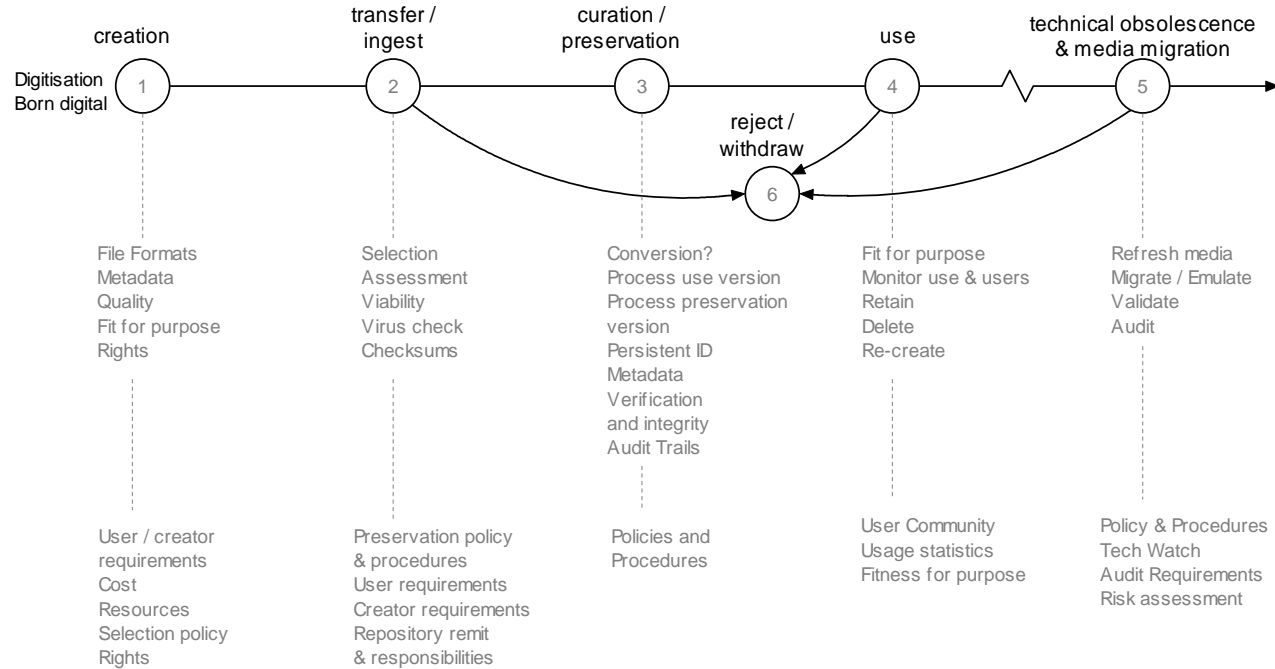 creation
transfer /
ingest
curation /
preservation
use
technical obsolescence
& media migration
Digitisation
Born digital
1
2
3
4
5
reject /
withdraw
6
File Formats
Metadata
Quality
Fit for purpose
Rights
Selection
Assessment
Viability
Virus check
Checksums
Conversion?
Process use version
Process preservation
version
Persistent ID
Metadata
Verification
and integrity
Audit Trails
Fit for purpose
Monitor use & users
Retain
Delete
Re-create
Refresh media
Migrate / Emulate
Validate
Audit
User / creator
requirements
Cost
Resources
Selection policy
Rights
Preservation policy
& procedures
User requirements
Creator requirements
Repository remit
& responsibilities
Policies and
Procedures
User Community
Usage statistics
Fitness for purpose
Policy & Procedures
Tech Watch
Audit Requirements
Risk assessment